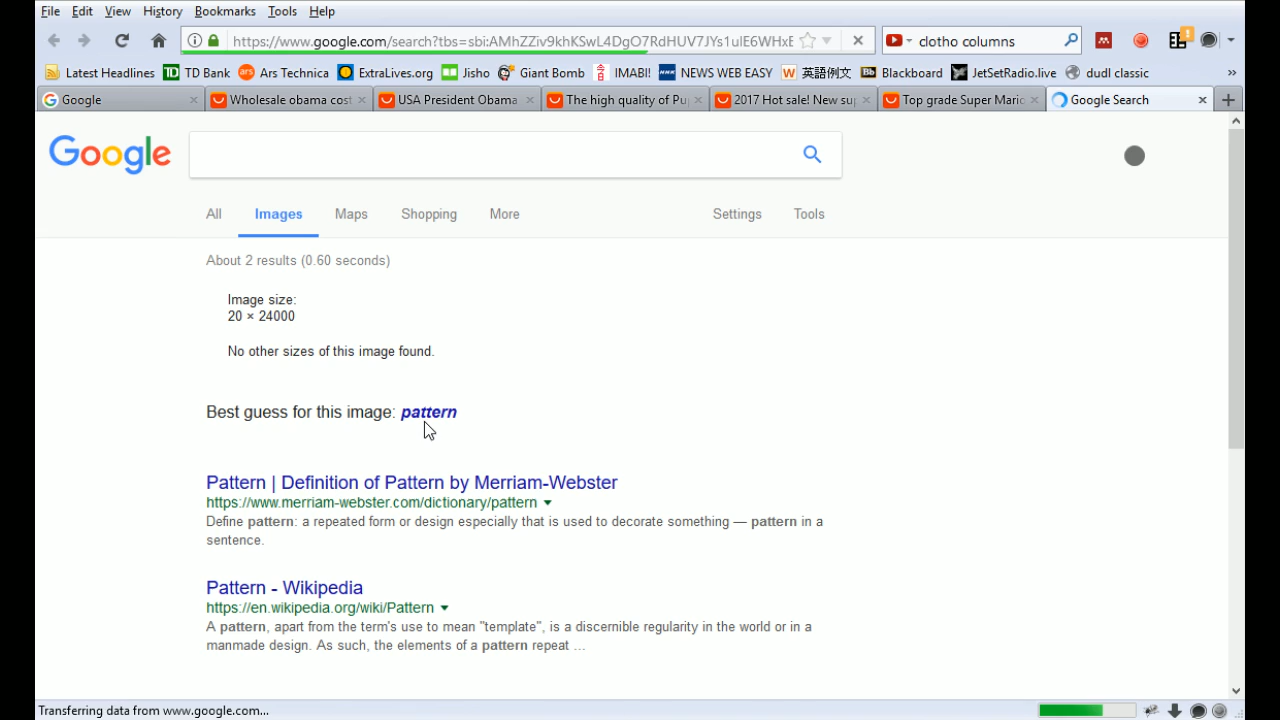 File Edit View History Bookmarks Tools Help
https://www.google.com/search?tbs=sbi:AMhZZiv9khKSwL4DgO7RdHUV7JYs1ulE6WHxE
clotho columns
Latest Headlines TD Bank Ars Technica ExtraLives.org Jisho Giant Bomb IMABI! NEWS WEB EASY 英語例文 Blackboard JetSetRadio.live dudl classic »
Google Wholesale obama cost USA President Obama The high quality of Pu 2017 Hot sale! New sup Top grade Super Mario Google Search
Google
All Images Maps Shopping More Settings Tools
About 2 results (0.60 seconds)
Image size:
20 × 24000
No other sizes of this image found.
Best guess for this image: pattern
Pattern | Definition of Pattern by Merriam-Webster
https://www.merriam-webster.com/dictionary/pattern
Define pattern: a repeated form or design especially that is used to decorate something — pattern in a
sentence.
Pattern - Wikipedia
https://en.wikipedia.org/wiki/Pattern
A pattern, apart from the term's use to mean "template", is a discernible regularity in the world or in a
manmade design. As such, the elements of a pattern repeat ...
Transferring data from www.google.com...